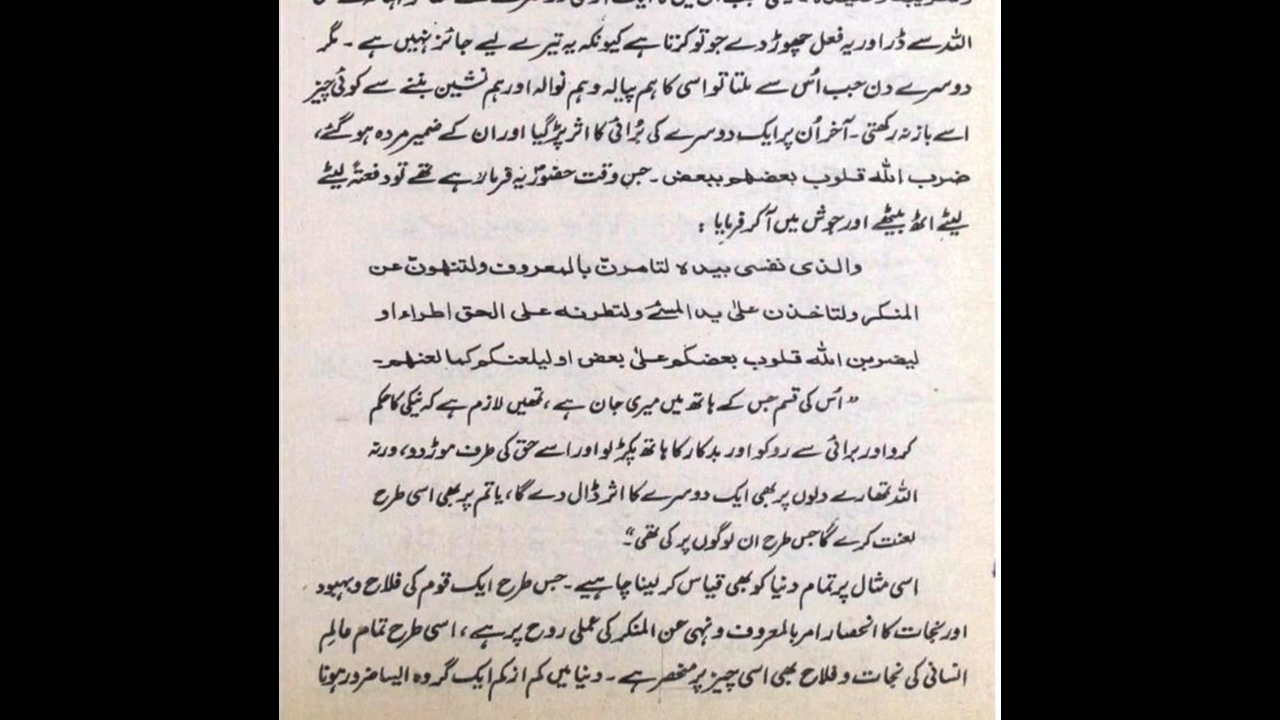 اللہ سے ڈر اور یہ فعل چھوڑ دے جو تو کرتا ہے کیونکہ یہ تیرے لیے جائز نہیں ہے ۔ مگر
دوسرے دن جب اُس سے ملتا تو اسی کا ہم پیالہ و ہم نوالہ اور ہم نشین بننے سے کوئی چیز
اسے باز نہ رکھتی ۔ آخر اُن پر ایک دوسرے کی بُرائی کا اثر پڑ گیا اور ان کے ضمیر مردہ ہو گئے،
ضرب اللہ قلوب بعضھم ببعض ۔ جس وقت حضورؐ یہ فرما رہے تھے تو دفعتہً لیٹے
لیٹے اٹھ بیٹھے اور جوش میں آکر فرمایا :
والذی نفسی بیدہ لتامرنّ بالمعروف ولتنھونّ عن
المنکر ولتاخذن علیٰ ید المسئ ولتطرنہ علی الحق اطراء او
لیضربن اللہ قلوب بعضکم علیٰ بعض او لیلعنکم کما لعنھم۔
”اُس کی قسم جس کے ہاتھ میں میری جان ہے ، تمھیں لازم ہے کہ نیکی کا حکم
کرو اور برائی سے روکو اور بدکار کا ہاتھ پکڑ لو اور اسے حق کی طرف موڑ دو، ورنہ
اللہ تمھارے دلوں پر بھی ایک دوسرے کا اثر ڈال دے گا، یا تم پر بھی اسی طرح
لعنت کرے گا جس طرح ان لوگوں پر کی تھی“۔
اسی مثال پر تمام دنیا کو بھی قیاس کر لینا چاہیے ۔ جس طرح ایک قوم کی فلاح و بہبود
اور نجات کا انحصار امر بالمعروف و نہی عن المنکر کی عملی روح پر ہے ، اسی طرح تمام عالمِ
انسانی کی نجات و فلاح بھی اسی چیز پر منحصر ہے ۔ دنیا میں کم از کم ایک گروہ ایسا ضرور ہونا